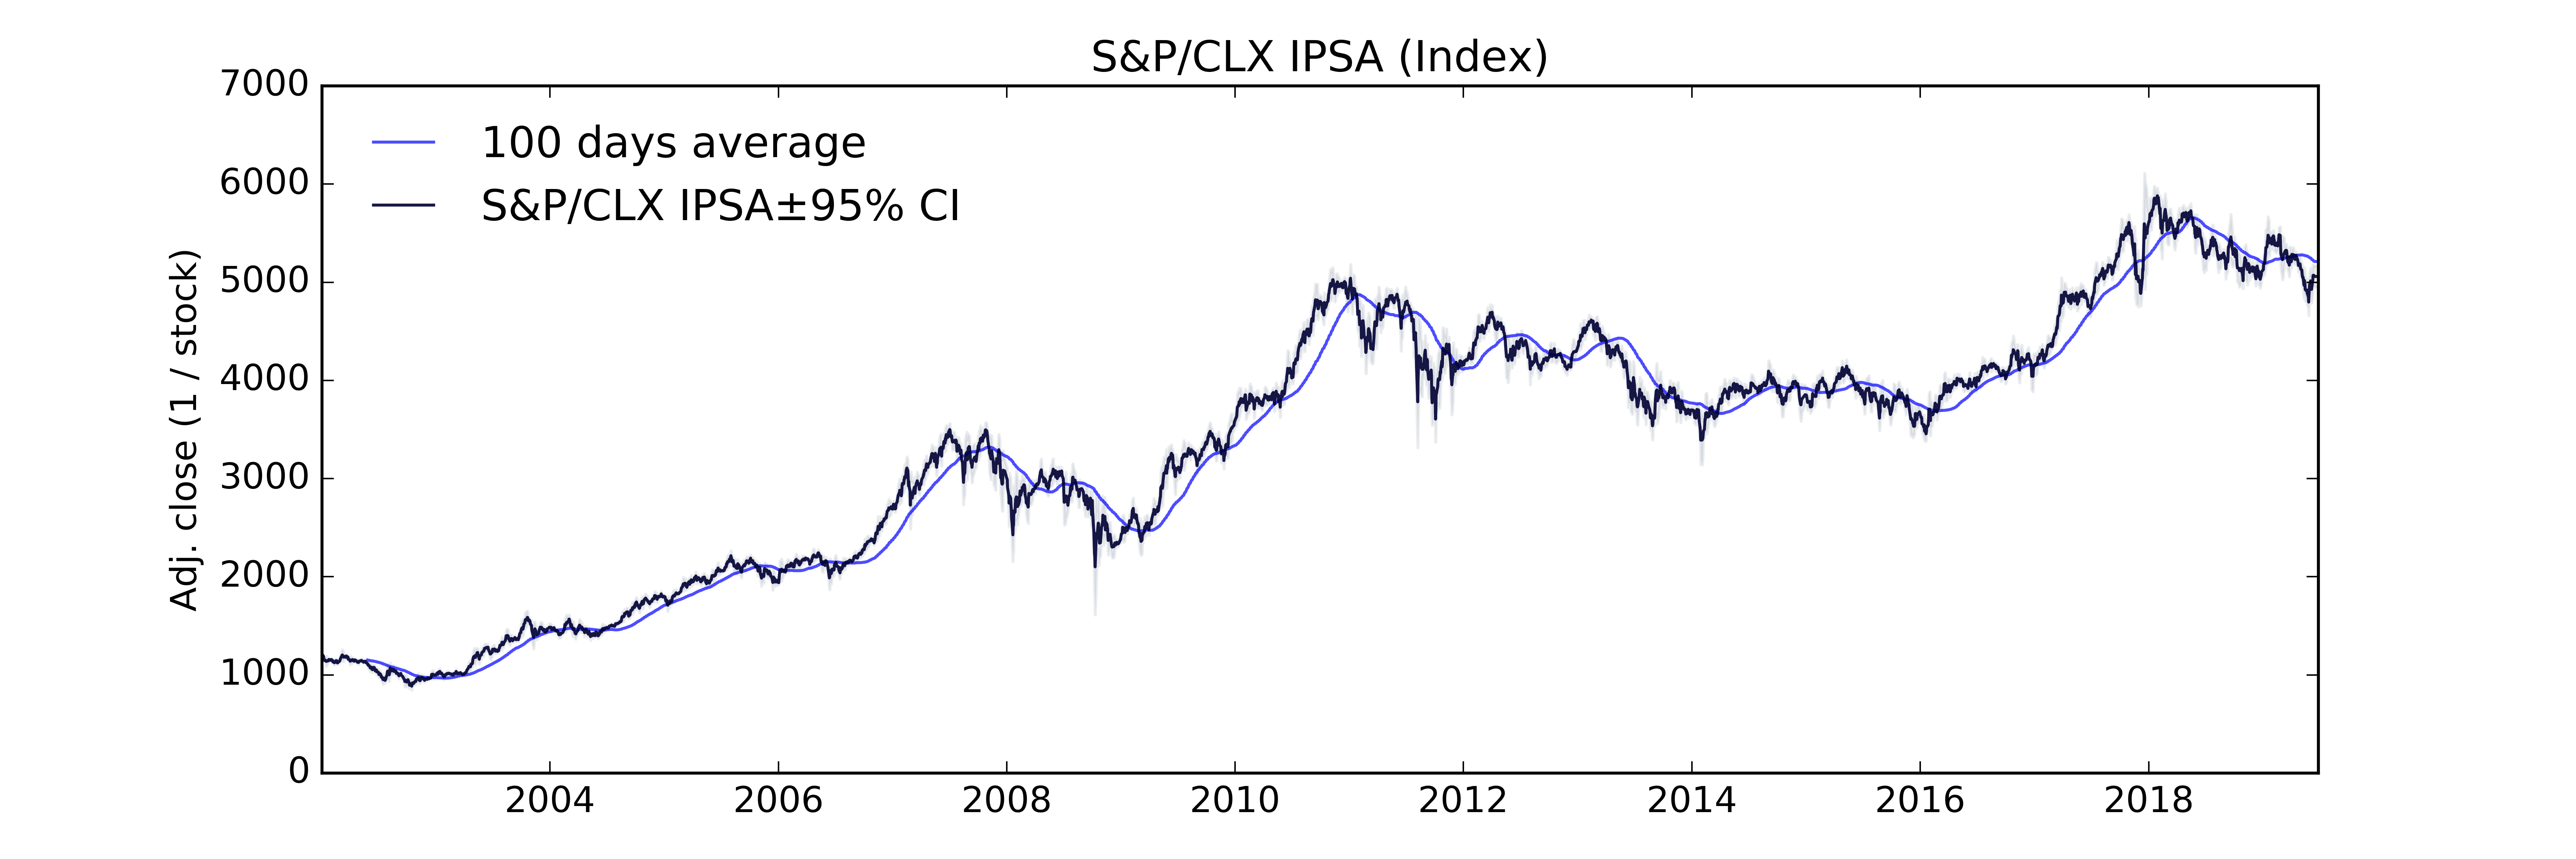 S&P/CLX IPSA (Index)
7000
6000
5000
4000
3000
2000
1000
0
Adj. close (1 / stock)
100 days average
S&P/CLX IPSA±95% CI
2004 2006 2008 2010 2012 2014 2016 2018